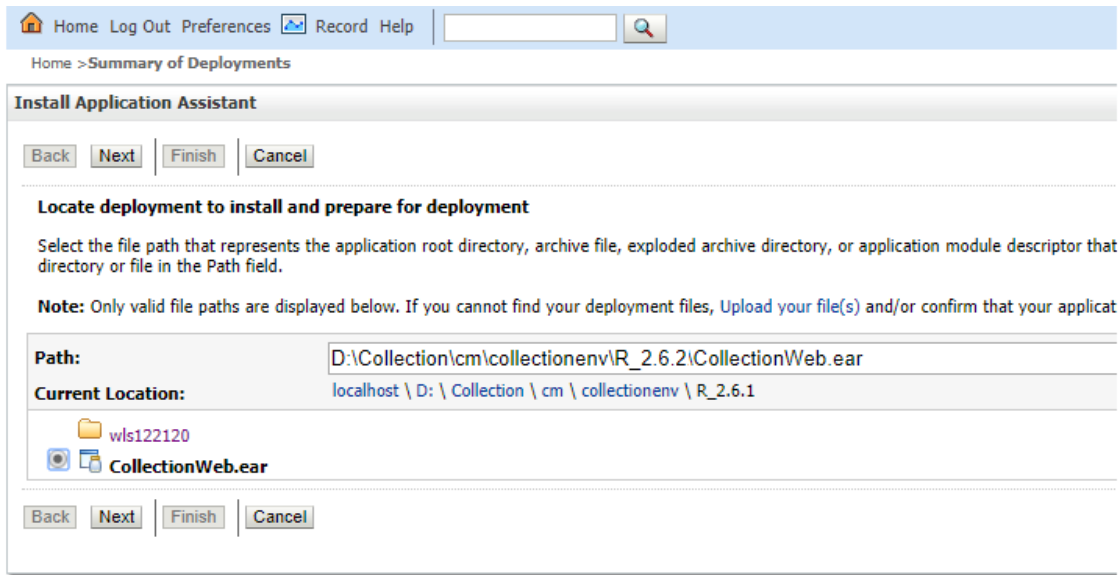 Home Log Out Preferences Record Help
Home >Summary of Deployments
Install Application Assistant
Back Next Finish Cancel
Locate deployment to install and prepare for deployment
Select the file path that represents the application root directory, archive file, exploded archive directory, or application module descriptor that
directory or file in the Path field.
Note: Only valid file paths are displayed below. If you cannot find your deployment files, Upload your file(s) and/or confirm that your applicat
Path: D:\Collection\cm\collectionenv\R_2.6.2\CollectionWeb.ear
Current Location: localhost \ D: \ Collection \ cm \ collectionenv \ R_2.6.1
wls122120
CollectionWeb.ear
Back Next Finish Cancel